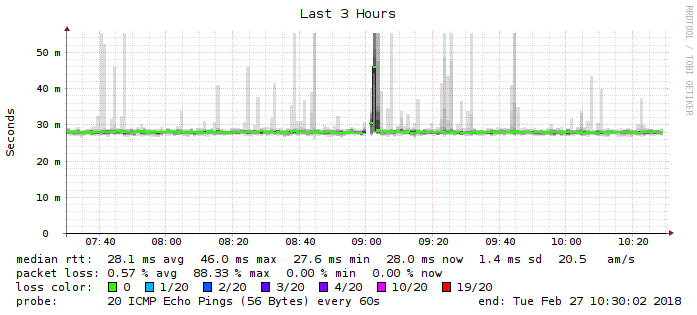 Last 3 Hours
RRDTOOL / TOBI OETIKER
Seconds
50 m
40 m
30 m
20 m
10 m
0
07:40 08:00 08:20 08:40 09:00 09:20 09:40 10:00 10:20
median rtt: 28.1 ms avg 46.0 ms max 27.6 ms min 28.0 ms now 1.4 ms sd 20.5 am/s
packet loss: 0.57 % avg 88.33 % max 0.00 % min 0.00 % now
loss color: 0 1/20 2/20 3/20 4/20 10/20 19/20
probe: 20 ICMP Echo Pings (56 Bytes) every 60s end: Tue Feb 27 10:30:02 2018